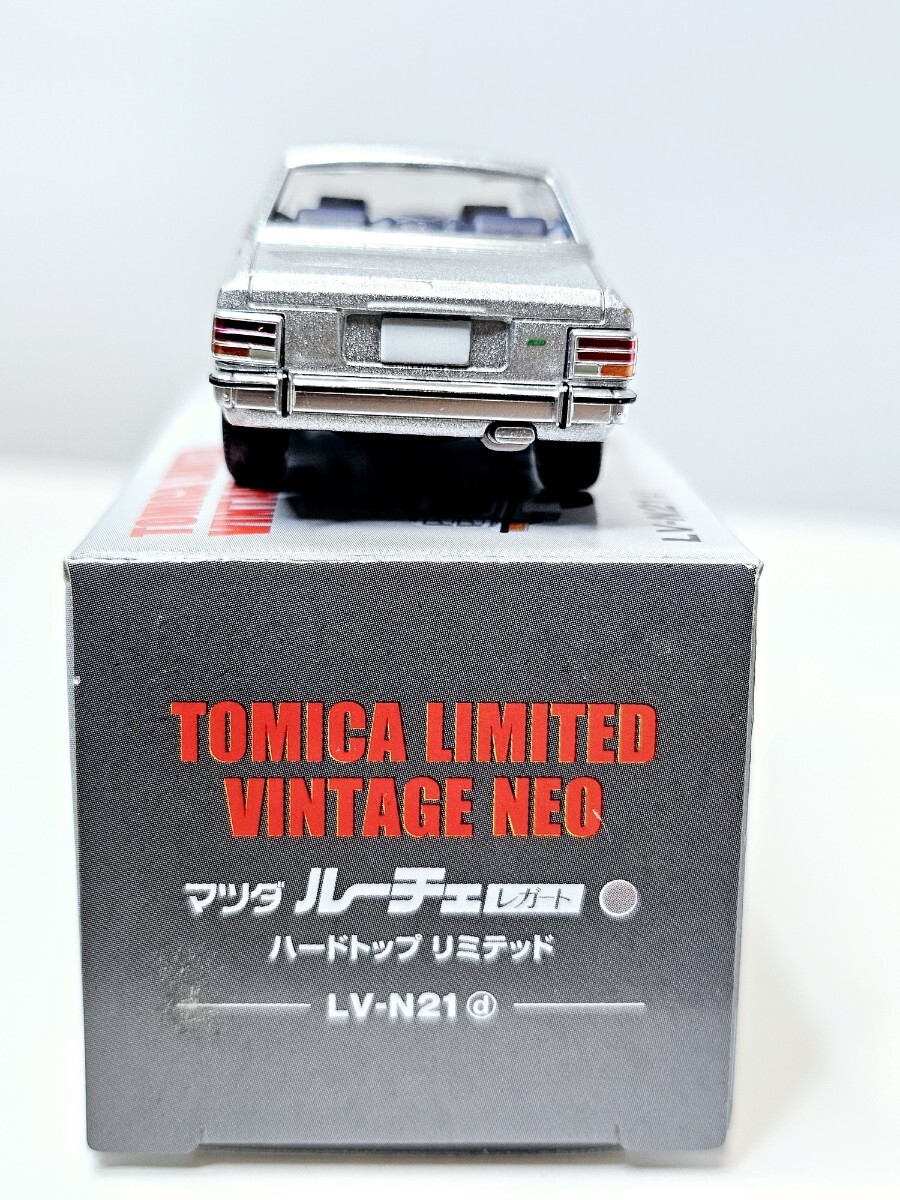 TOMICA LIMITED
VINTAGE NEO
マツダ ルーチェ レガート
ハードトップ リミテッド
LV-N21 ⓓ